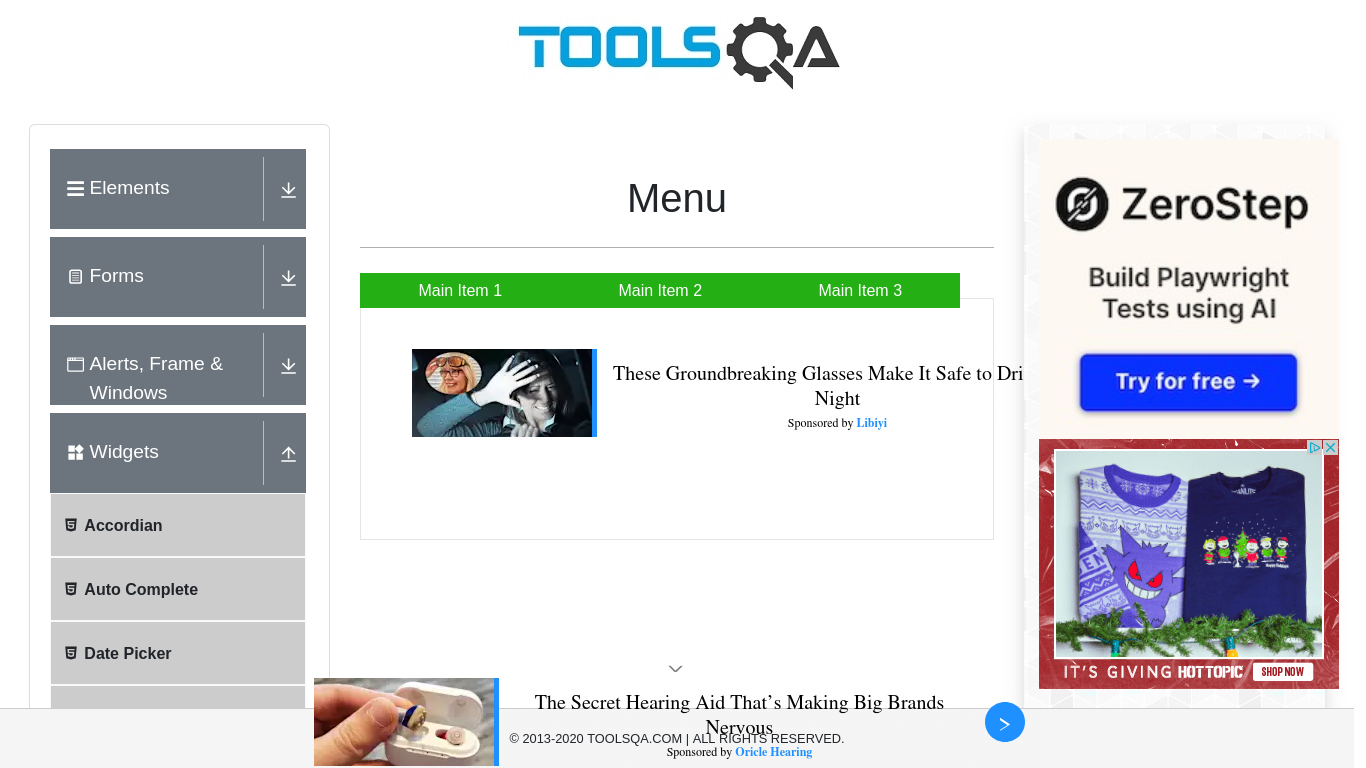 TOOLSQA
Elements
Forms
Alerts, Frame &
Windows
Widgets
Accordian
Auto Complete
Date Picker
Menu
Main Item 1
Main Item 2
Main Item 3
These Groundbreaking Glasses Make It Safe to Dri
Night
Sponsored by Libiyi
ZeroStep
Build Playwright
Tests using AI
Try for free →
HAPPY HOLIDAYS
IT'S GIVING HOT TOPIC
SHOP NOW
The Secret Hearing Aid That's Making Big Brands
Nervous
© 2013-2020 TOOLSQA.COM | ALL RIGHTS RESERVED.
Sponsored by Oricle Hearing